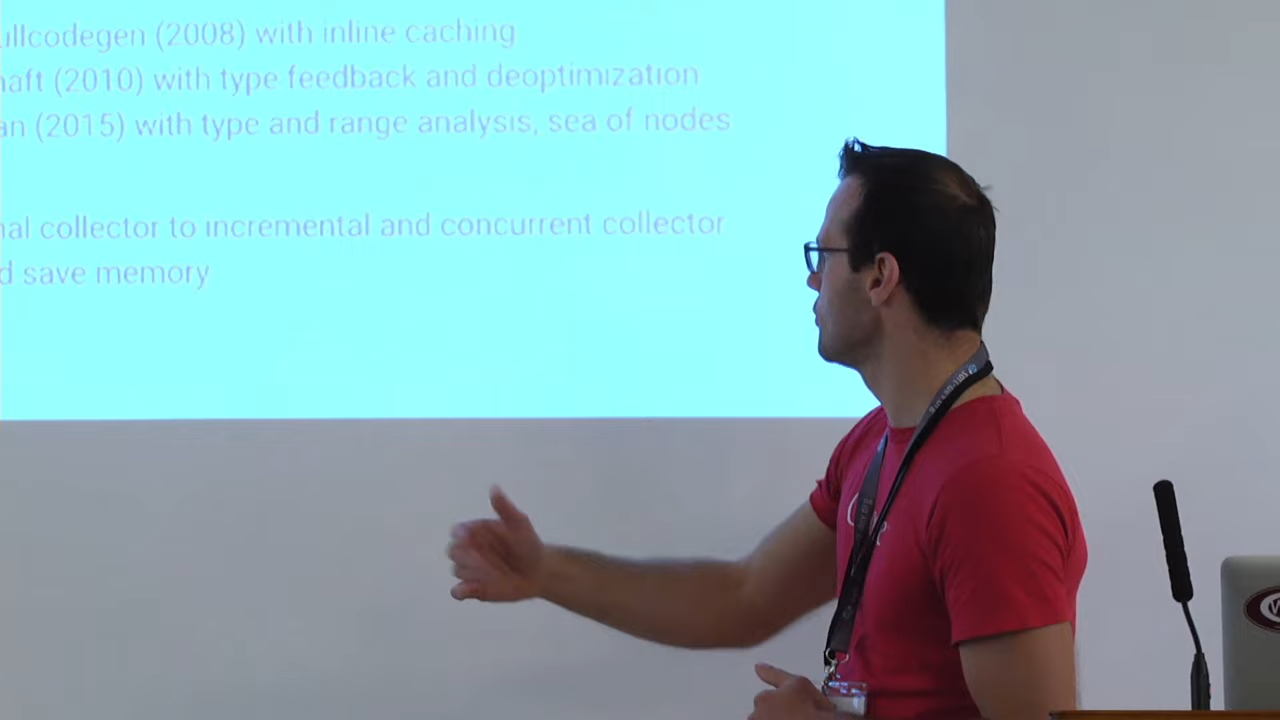 ullcodegen (2008) with inline caching
haft (2010) with type feedback and deoptimization
an (2015) with type and range analysis, sea of nodes
nal collector to incremental and concurrent collector
d save memory